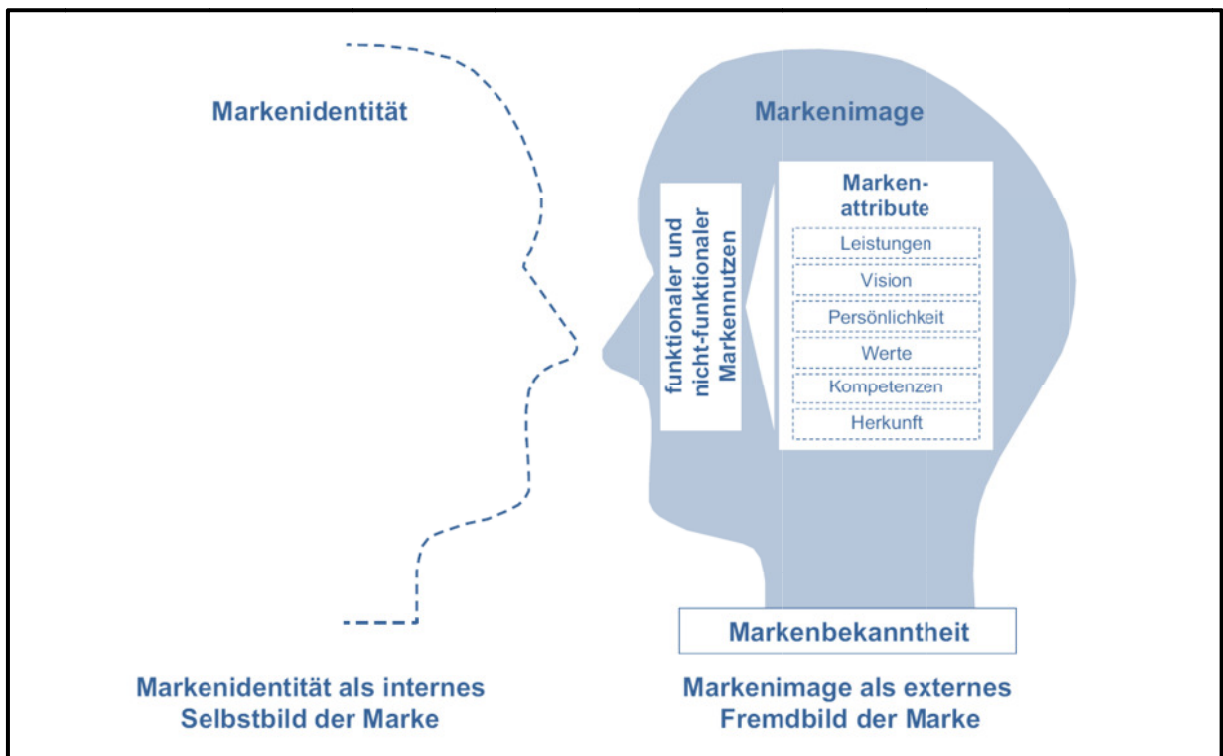 Markenidentität
Markenimage
funktionaler und
nicht-funktionaler
Markennutzen
Marken-
attribute
Leistungen
Vision
Persönlichkeit
Werte
Kompetenzen
Herkunft
Markenbekanntheit
Markenidentität als internes
Selbstbild der Marke
Markenimage als externes
Fremdbild der Marke